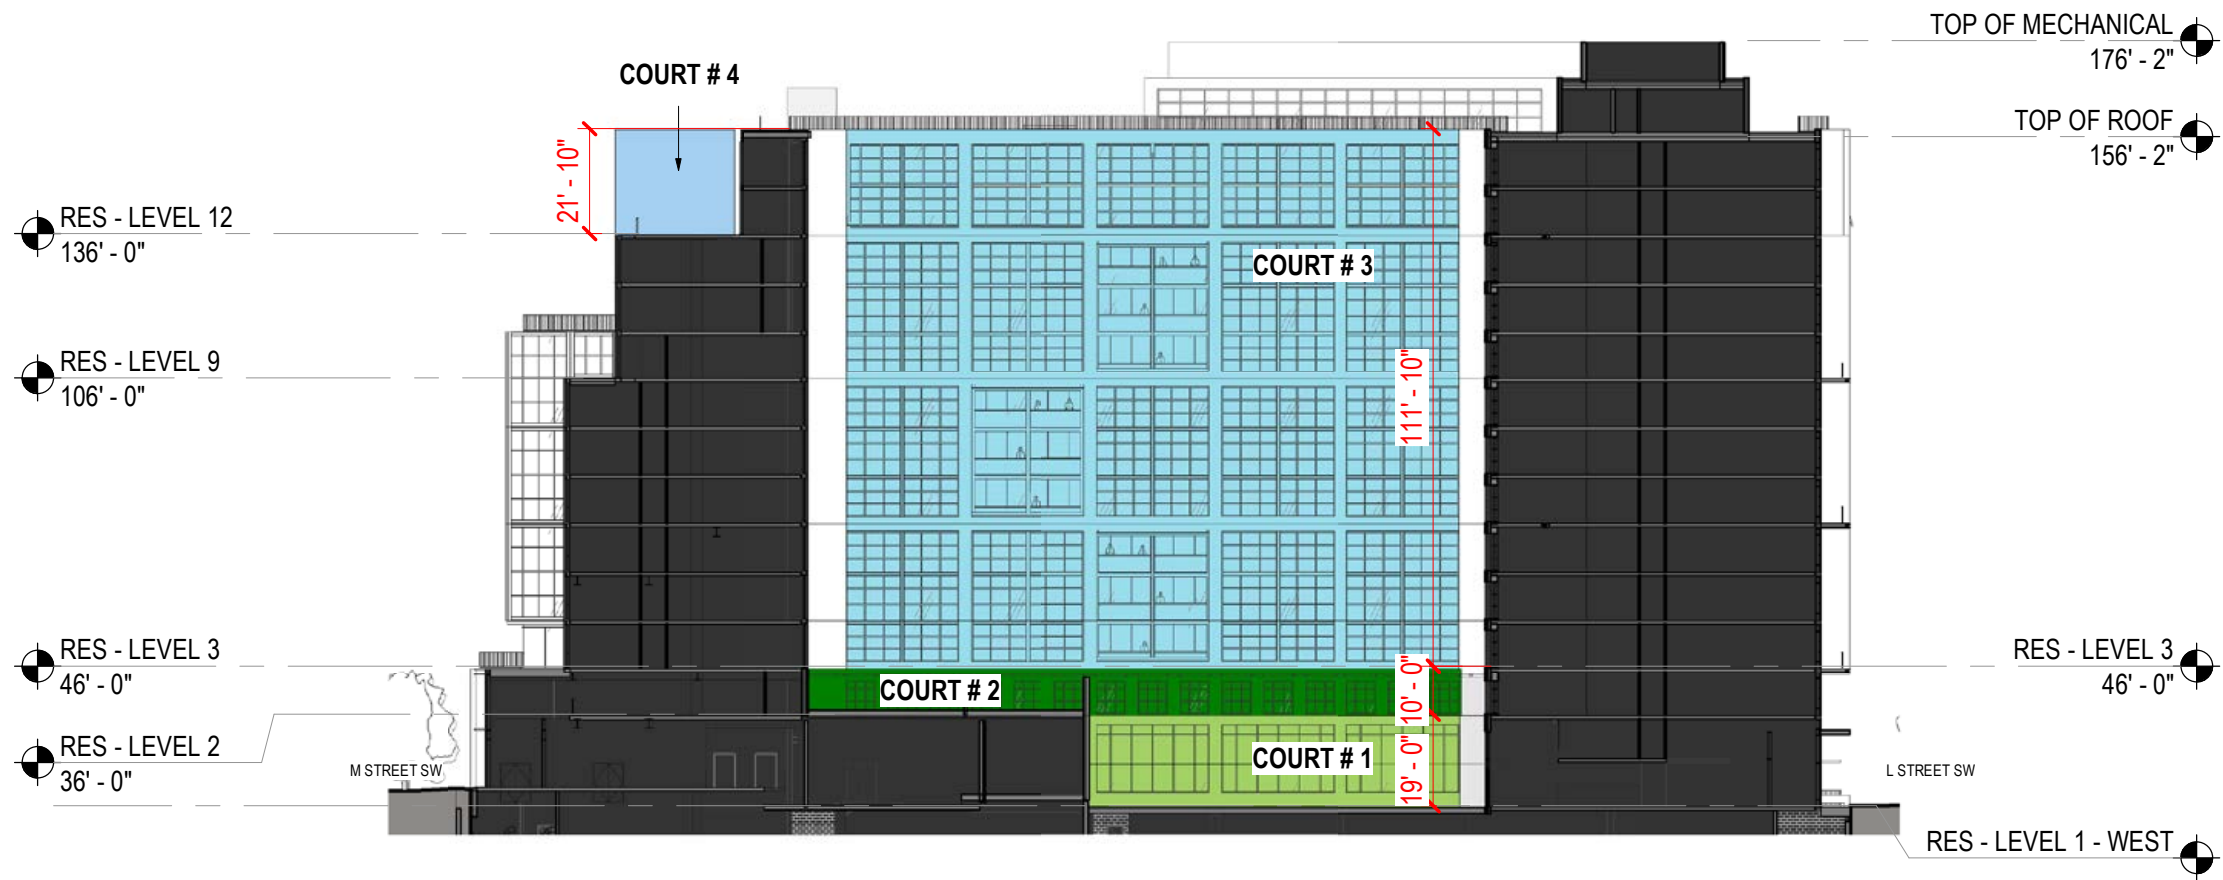 TOP OF MECHANICAL
176' - 2"
COURT # 4
TOP OF ROOF
156' - 2"
21' - 10"
RES - LEVEL 12
136' - 0"
COURT # 3
RES - LEVEL 9
106' - 0"
111' - 10"
RES - LEVEL 3
46' - 0"
RES - LEVEL 3
46' - 0"
COURT # 2
10' - 0"
RES - LEVEL 2
36' - 0"
COURT # 1
19' - 0"
M STREET SW
L STREET SW
RES - LEVEL 1 - WEST